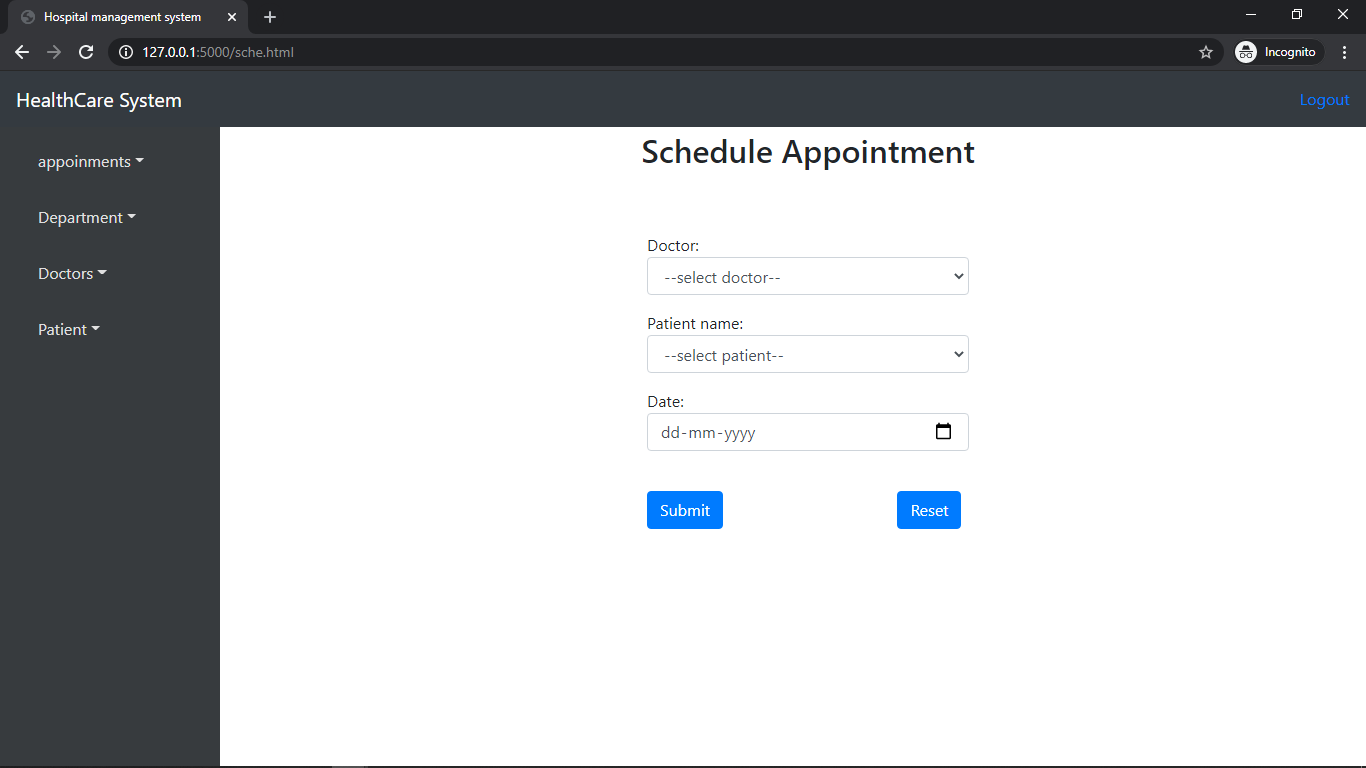 Hospital management system
127.0.0.1:5000/sche.html
Incognito
HealthCare System
Logout
appoinments
Department
Doctors
Patient
Schedule Appointment
Doctor:
--select doctor--
Patient name:
--select patient--
Date:
dd-mm-yyyy
Submit
Reset